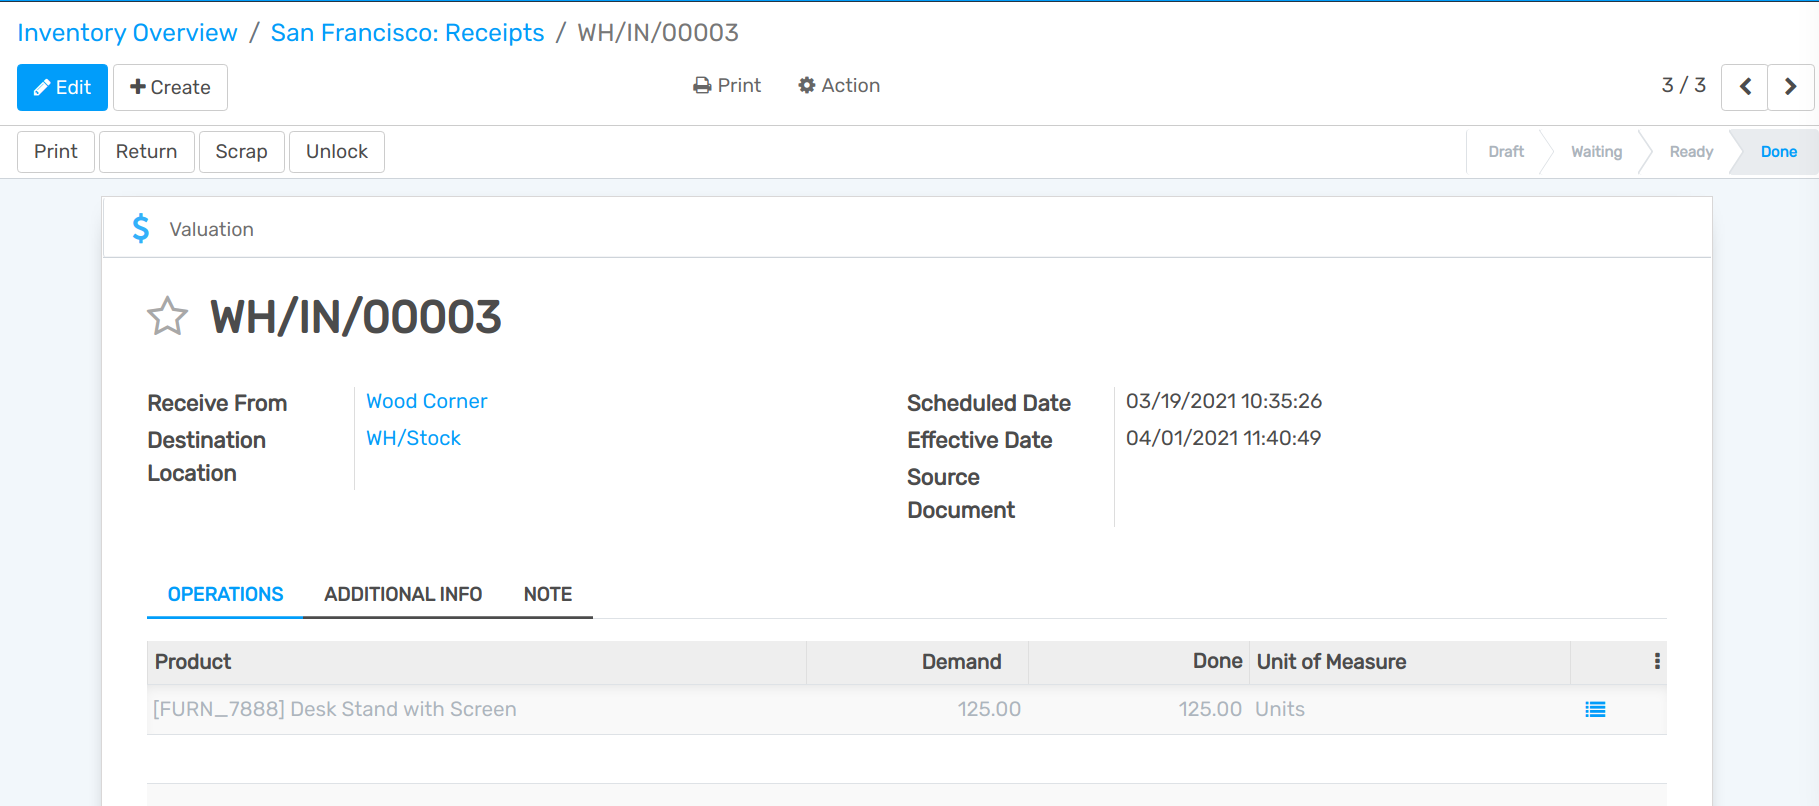 Inventory Overview / San Francisco: Receipts / WH/IN/00003
Edit Create Print Action 3 / 3
Print Return Scrap Unlock Draft Waiting Ready Done
Valuation
WH/IN/00003
Receive From Wood Corner
Destination Location WH/Stock
Scheduled Date 03/19/2021 10:35:26
Effective Date 04/01/2021 11:40:49
Source Document
OPERATIONS ADDITIONAL INFO NOTE
Product Demand Done Unit of Measure
[FURN_7888] Desk Stand with Screen 125.00 125.00 Units